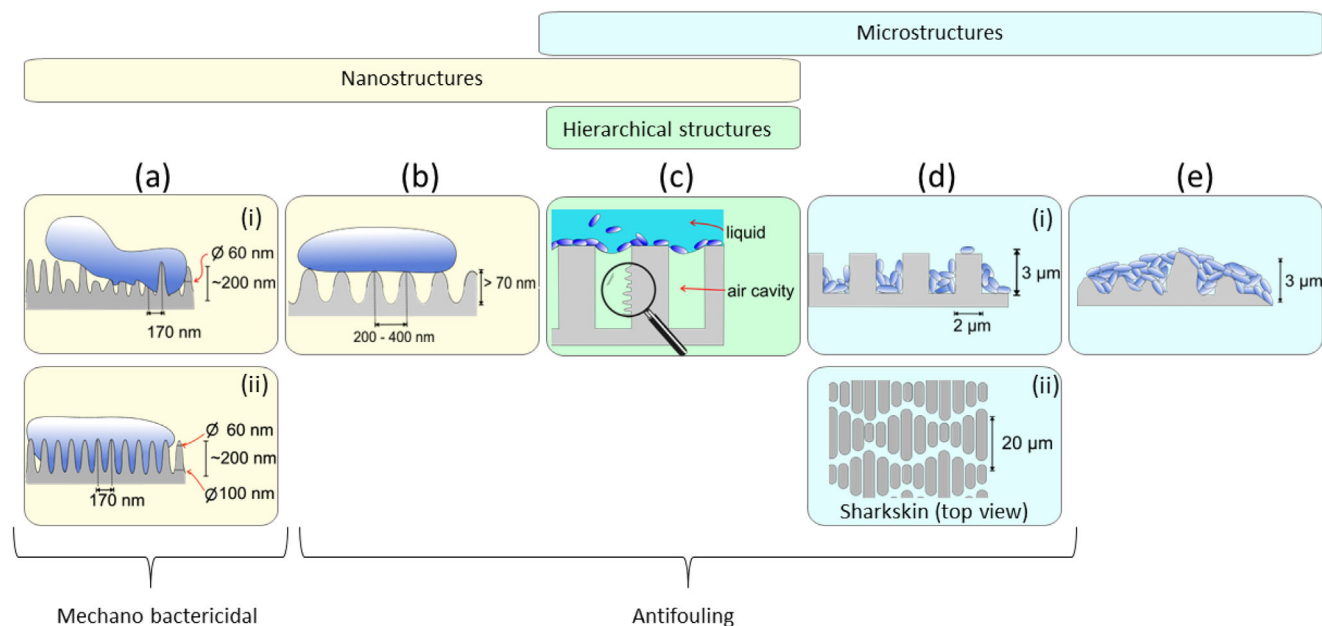 Microstructures
Nanostructures
Hierarchical structures
(a)
(b)
(c)
(d)
(e)
(i)
Ø 60 nm
~200 nm
170 nm
> 70 nm
200 - 400 nm
liquid
air cavity
(i)
3 µm
2 µm
3 µm
(ii)
Ø 60 nm
~200 nm
Ø100 nm
170 nm
(ii)
20 µm
Sharkskin (top view)
Mechano bactericidal
Antifouling